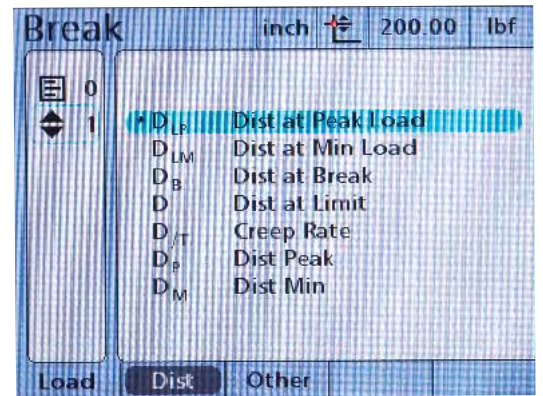 Break inch 200.00 lbf
0
1
* DLP Dist at Peak Load
DLM Dist at Min Load
DB Dist at Break
D Dist at Limit
D/T Creep Rate
DP Dist Peak
DM Dist Min
Load Dist Other